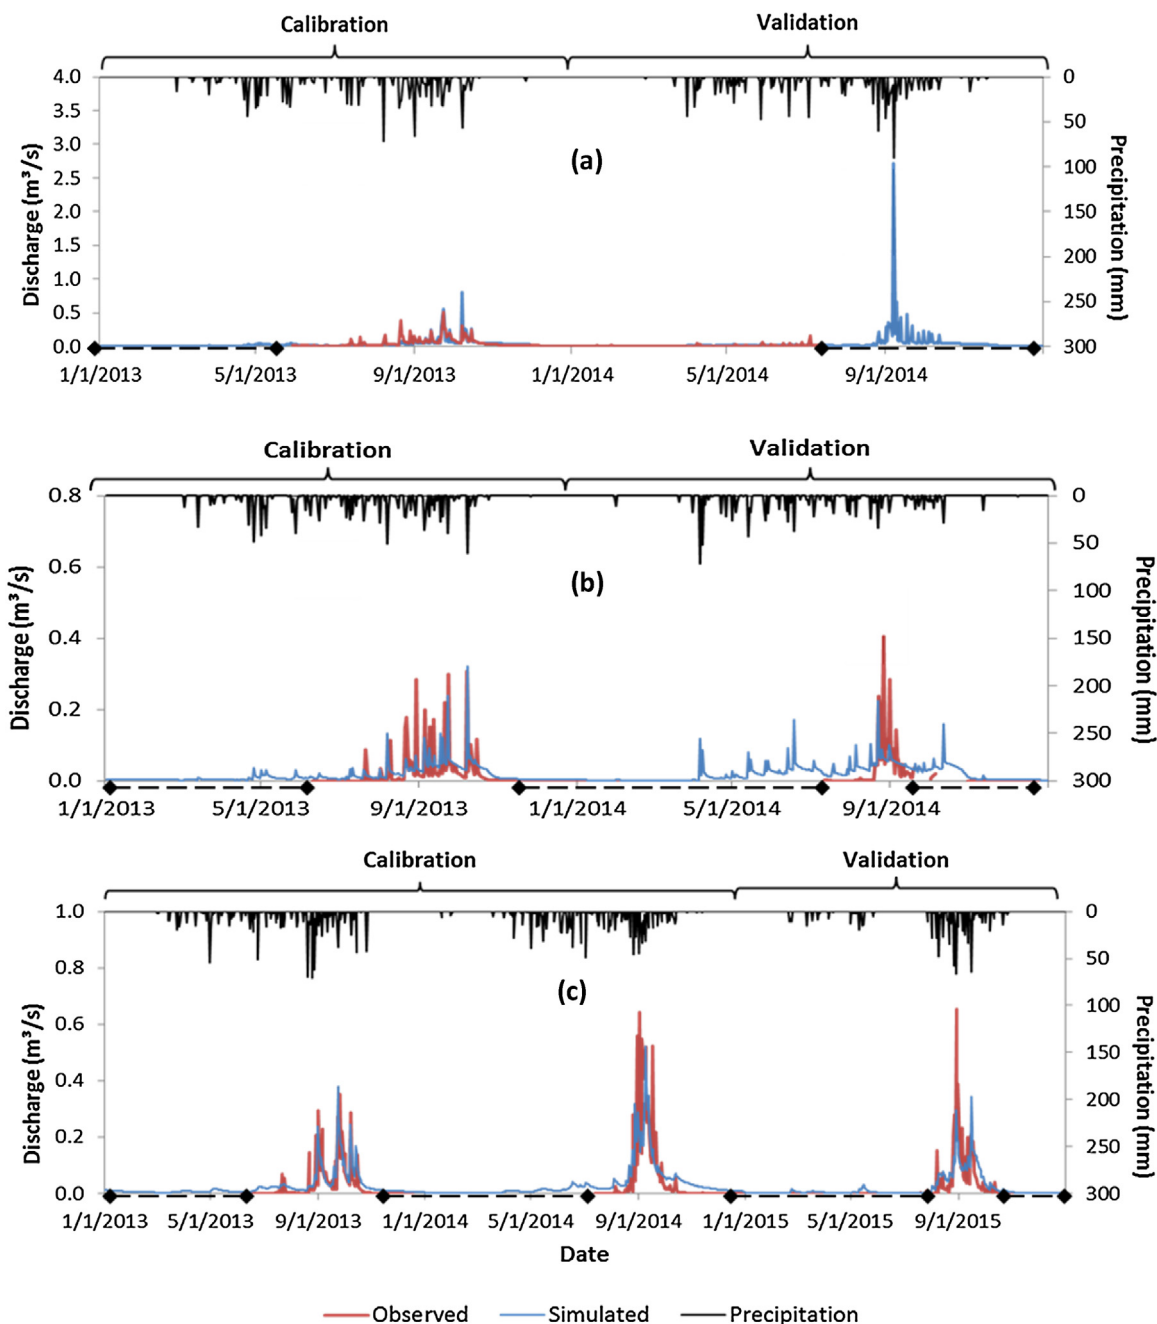 Calibration Validation
4.0 0
3.5 50
3.0 100
2.5 150
2.0 200
1.5 250
1.0 300
0.5
0.0
Discharge (m³/s)
Precipitation (mm)
(a)
1/1/2013 5/1/2013 9/1/2013 1/1/2014 5/1/2014 9/1/2014
Calibration Validation
0.8 0
0.6 50
0.4 100
0.2 150
0.0 200
250
300
Discharge (m³/s)
Precipitation (mm)
(b)
1/1/2013 5/1/2013 9/1/2013 1/1/2014 5/1/2014 9/1/2014
Calibration Validation
1.0 0
0.8 50
0.6 100
0.4 150
0.2 200
0.0 250
300
Discharge (m³/s)
Precipitation (mm)
(c)
1/1/2013 5/1/2013 9/1/2013 1/1/2014 5/1/2014 9/1/2014 1/1/2015 5/1/2015 9/1/2015
Date
Observed Simulated Precipitation